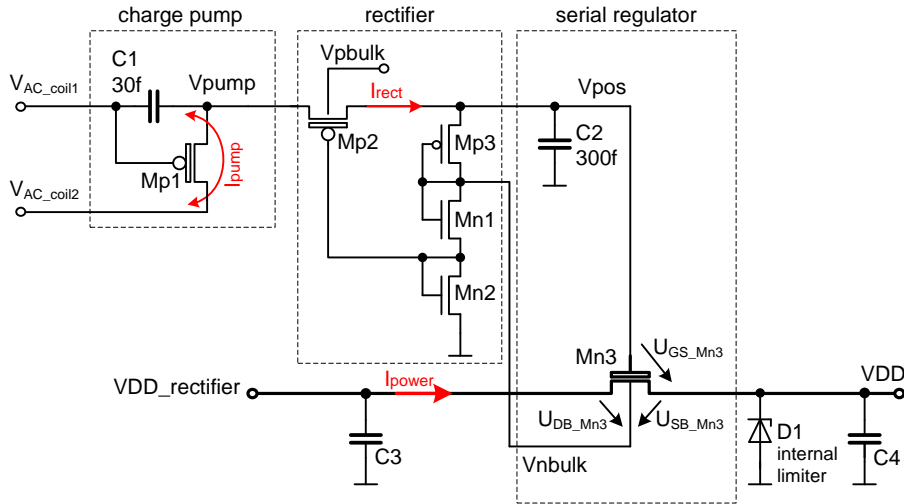 charge pump
rectifier
serial regulator
C1
30f
Vpump
Vpbulk
V_AC_coil1
I_rect
Vpos
C2
300f
Mp1
I_pump
Mp2
Mp3
V_AC_coil2
Mn1
Mn2
Mn3
U_GS_Mn3
VDD_rectifier
I_power
VDD
U_DB_Mn3
U_SB_Mn3
C3
Vnbulk
D1
internal
limiter
C4